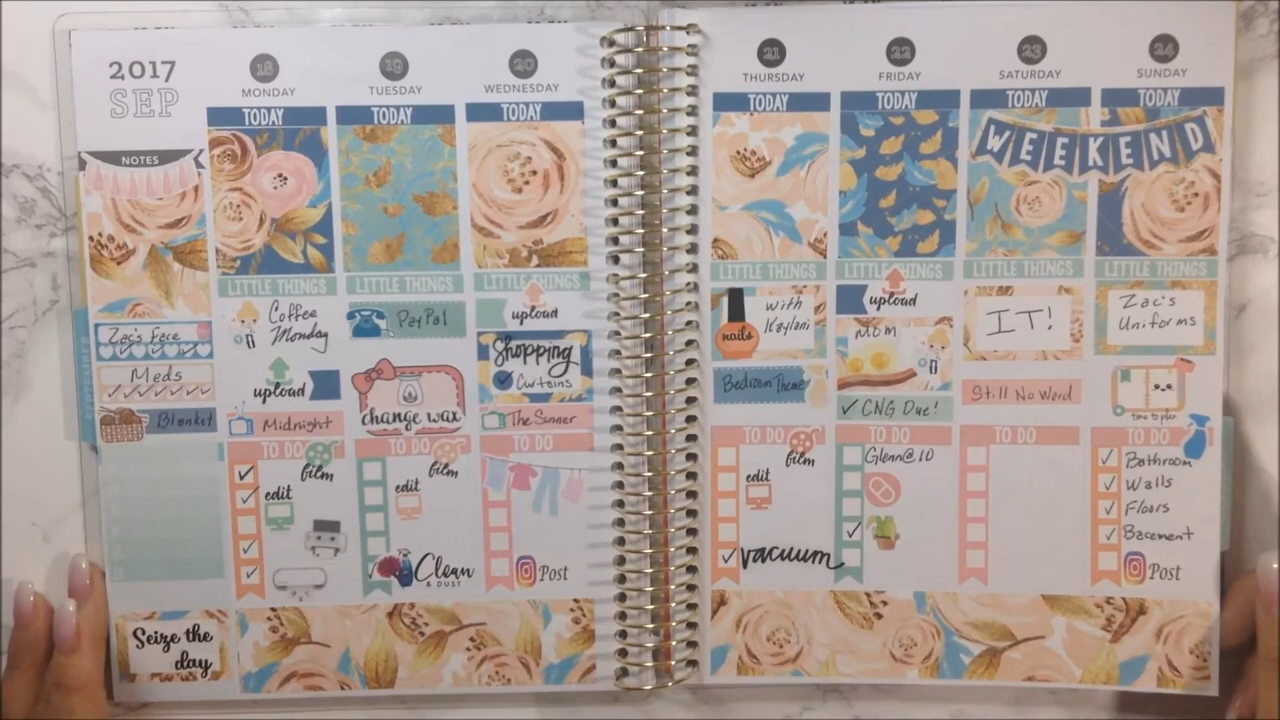 2017
SEP
18
MONDAY
19
TUESDAY
20
WEDNESDAY
21
THURSDAY
22
FRIDAY
23
SATURDAY
24
SUNDAY
TODAY
TODAY
TODAY
TODAY
TODAY
TODAY
TODAY
WEEKEND
NOTES
LITTLE THINGS
LITTLE THINGS
LITTLE THINGS
LITTLE THINGS
LITTLE THINGS
LITTLE THINGS
LITTLE THINGS
Zac's Face
Meds
Blanket
Coffee
Monday
upload
Midnight
PayPal
change wax
upload
Shopping
Curtains
The Sinner
nails
with
Kaylani
Bedroom Theme
upload
Mom
CNG Due!
IT!
Still No Word
Zac's
Uniforms
time to plan
SEPTEMBER
TO DO
film
edit
TO DO
film
edit
Clean
& DUST
TO DO
Post
TO DO
film
edit
vacuum
TO DO
Glenn@10
TO DO
TO DO
Bathroom
Walls
Floors
Basement
Post
Seize the
day